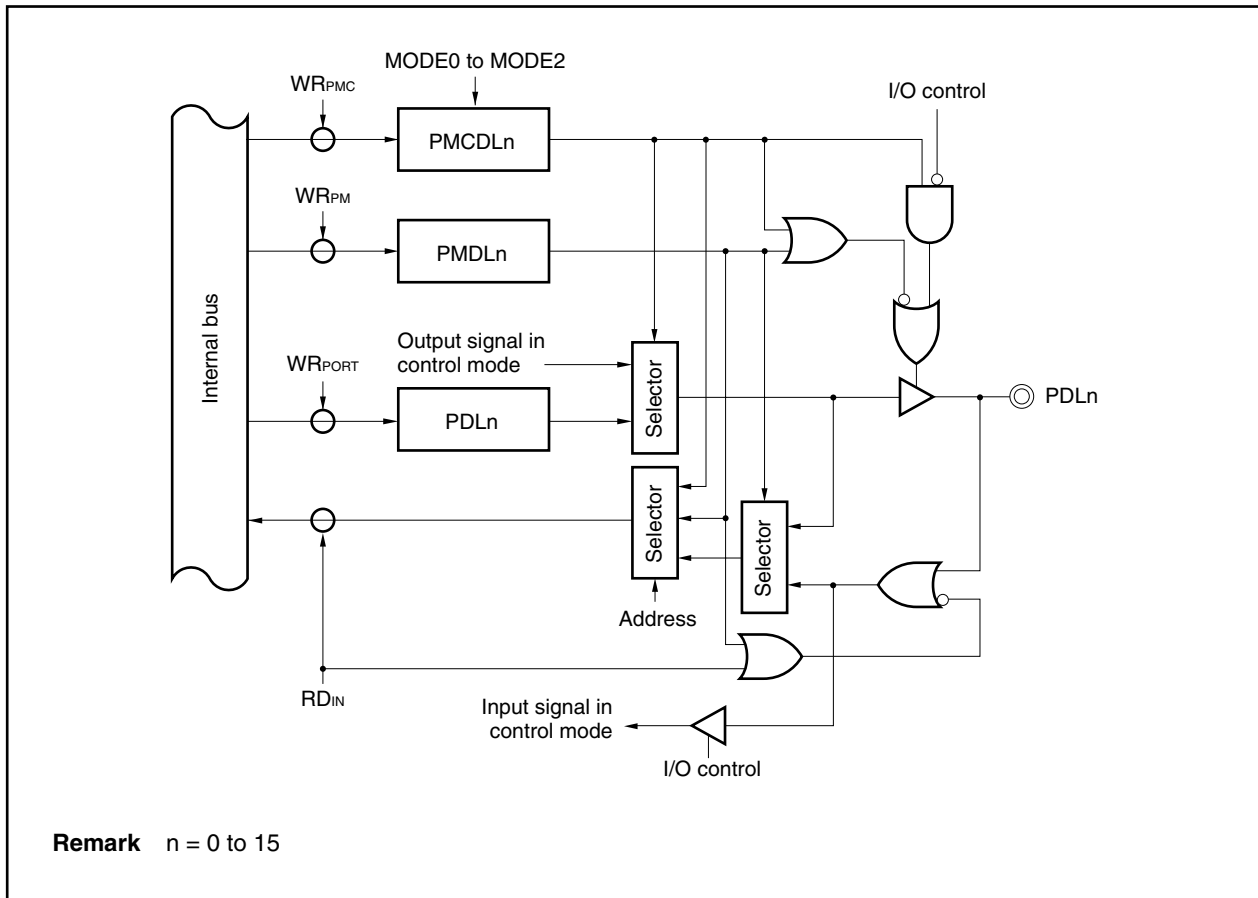 MODE0 to MODE2
WRPMC
I/O control
PMCDLn
WRPM
PMDLn
Internal bus
Output signal in
control mode
WRPORT
Selector
PDLn
PDLn
Selector
Selector
Address
RDIN
Input signal in
control mode
I/O control
Remark n = 0 to 15